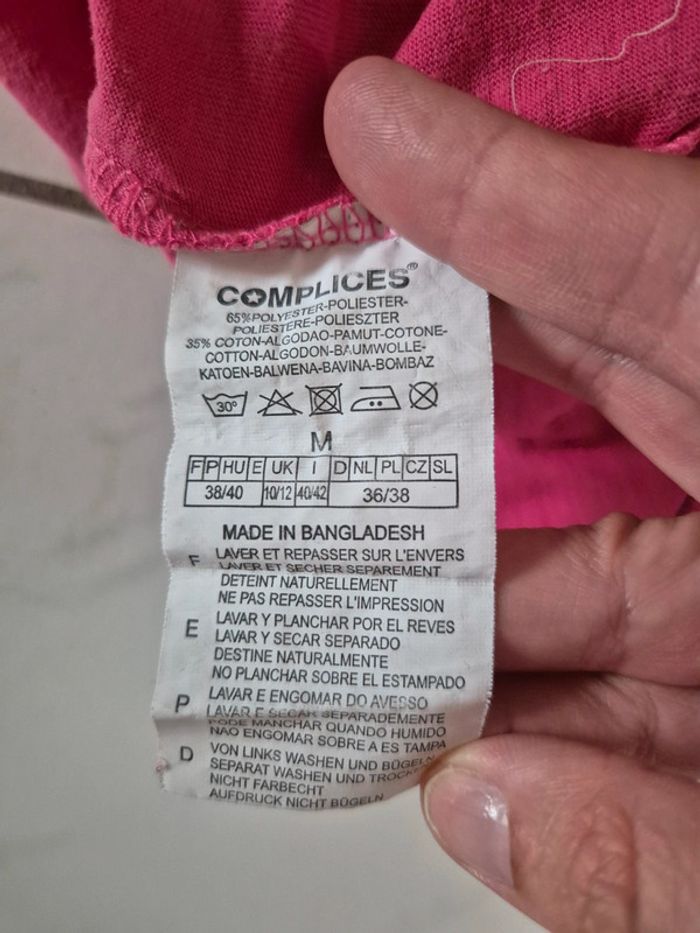 COMPLICES®
65%POLYESTER-POLIESTER-
POLIESTERE-POLIESZTER
35% COTON-ALGODAO-PAMUT-COTONE-
COTTON-ALGODON-BAUMWOLLE-
KATOEN-BALWENA-BAVINA-BOMBAZ
30°
M
F P HU E UK I D NL PL CZ SL
38/40 10/12 40/42 36/38
MADE IN BANGLADESH
F LAVER ET REPASSER SUR L'ENVERS
LAVER ET SECHER SEPAREMENT
DETEINT NATURELLEMENT
NE PAS REPASSER L'IMPRESSION
E LAVAR Y PLANCHAR POR EL REVES
LAVAR Y SECAR SEPARADO
DESTINE NATURALMENTE
NO PLANCHAR SOBRE EL ESTAMPADO
P LAVAR E ENGOMAR DO AVESSO
LAVAR E SECAR SEPARADEMENTE
PODE MANCHAR QUANDO HUMIDO
NAO ENGOMAR SOBRE A ES TAMPA
D VON LINKS WASHEN UND BÜGELN
SEPARAT WASHEN UND
NICHT FARBECHT
AUFDRUCK NICHT BÜGELN